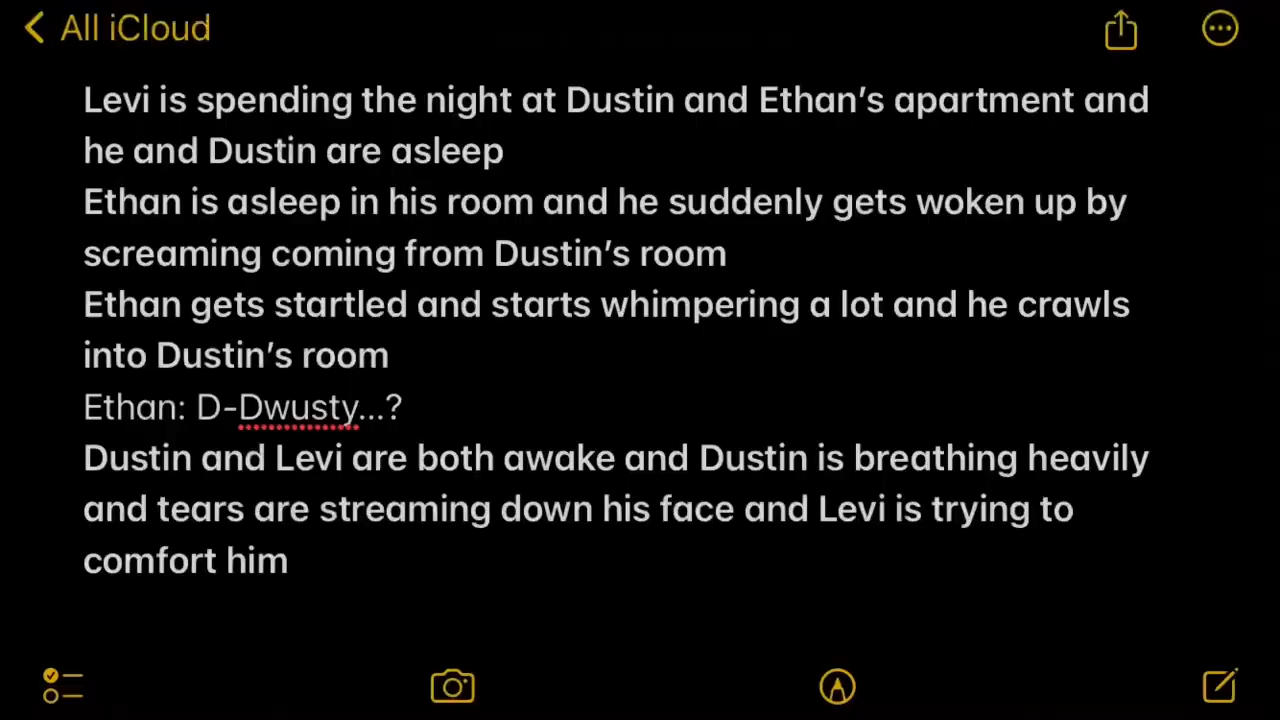 All iCloud
Levi is spending the night at Dustin and Ethan’s apartment and
he and Dustin are asleep
Ethan is asleep in his room and he suddenly gets woken up by
screaming coming from Dustin’s room
Ethan gets startled and starts whimpering a lot and he crawls
into Dustin’s room
Ethan: D-Dwusty...?
Dustin and Levi are both awake and Dustin is breathing heavily
and tears are streaming down his face and Levi is trying to
comfort him